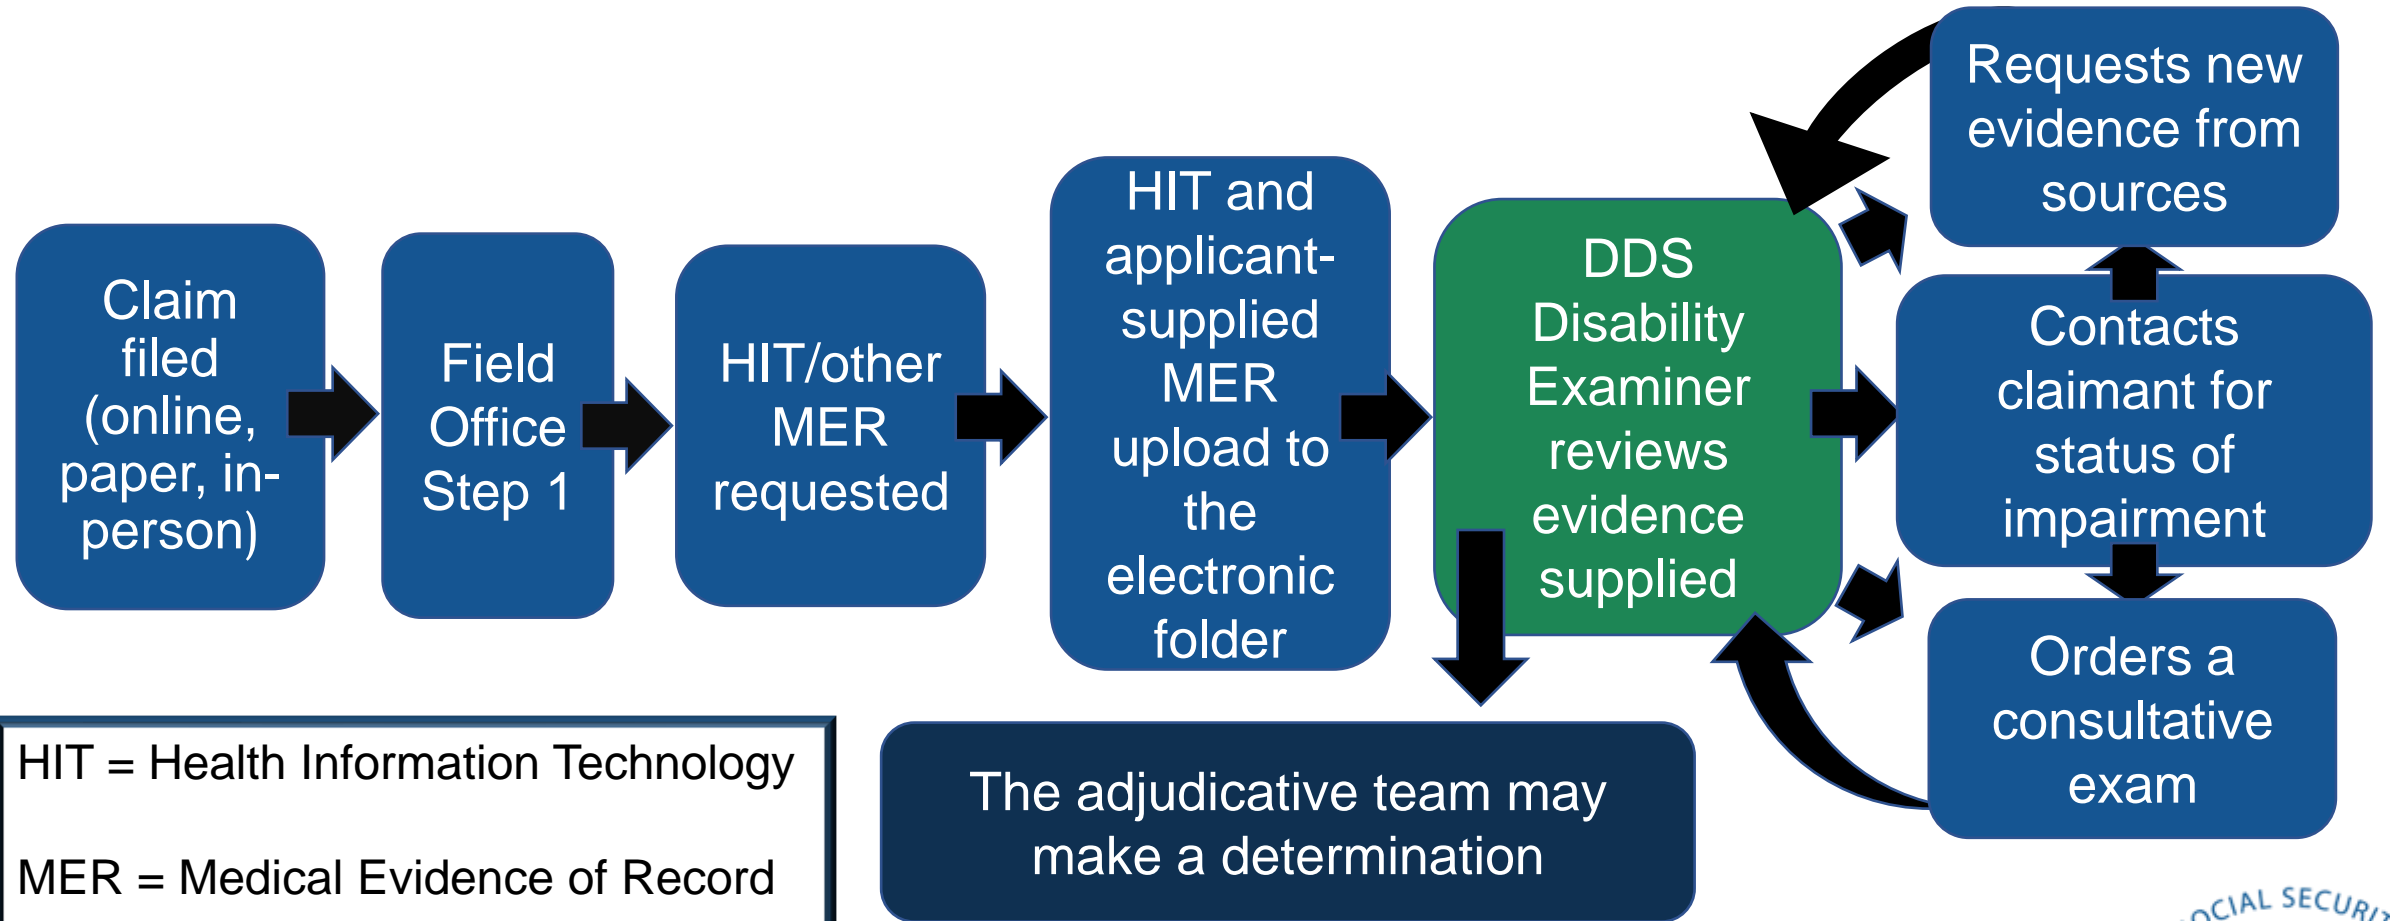 Claim
filed
(online,
paper, in-
person)
Field
Office
Step 1
HIT/other
MER
requested
HIT and
applicant-
supplied
MER
upload to
the
electronic
folder
DDS
Disability
Examiner
reviews
evidence
supplied
Requests new
evidence from
sources
Contacts
claimant for
status of
impairment
Orders a
consultative
exam
The adjudicative team may
make a determination
HIT = Health Information Technology
MER = Medical Evidence of Record
SOCIAL SECURIT